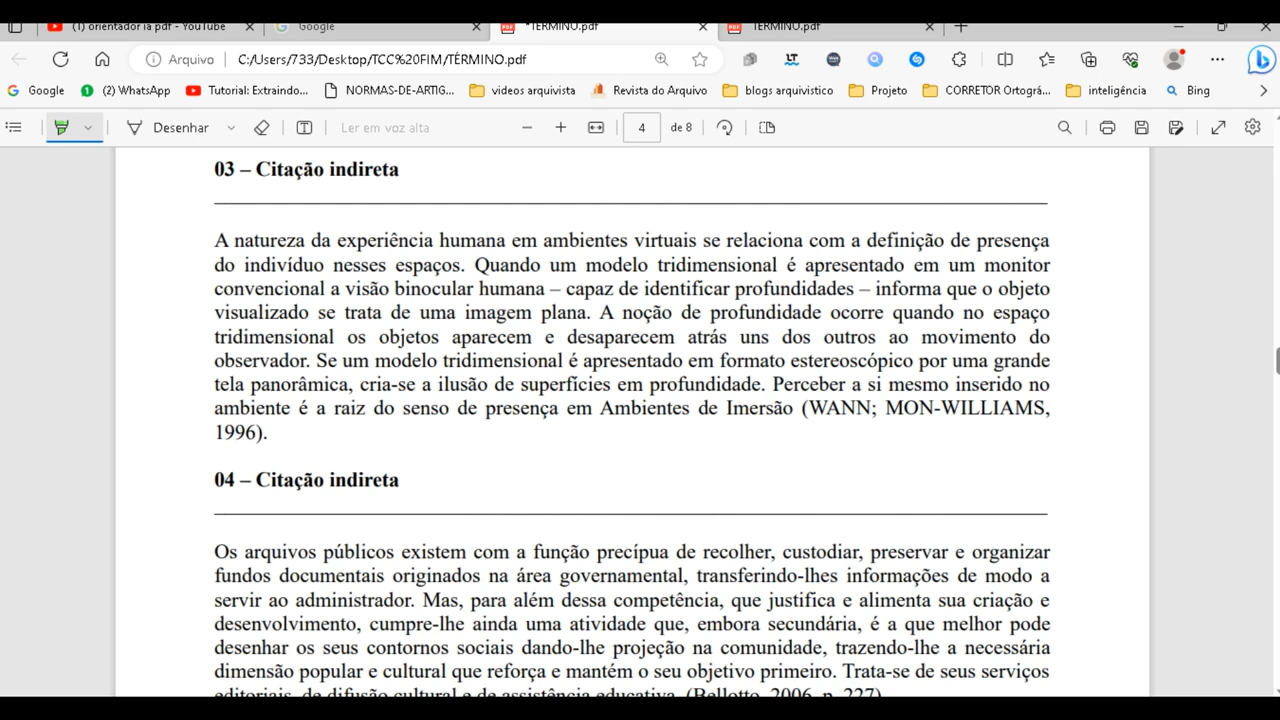 (1) orientador ia pdf - YouTube
Google
*TÉRMINO.pdf
TÉRMINO.pdf
Arquivo C:/Users/733/Desktop/TCC%20FIM/TÉRMINO.pdf
Google (2) WhatsApp Tutorial: Extraindo... NORMAS-DE-ARTIG... videos arquivista Revista do Arquivo blogs arquivistico Projeto CORRETOR Ortográ... inteligência Bing
Desenhar Ler em voz alta 4 de 8
03 – Citação indireta
A natureza da experiência humana em ambientes virtuais se relaciona com a definição de presença
do indivíduo nesses espaços. Quando um modelo tridimensional é apresentado em um monitor
convencional a visão binocular humana – capaz de identificar profundidades – informa que o objeto
visualizado se trata de uma imagem plana. A noção de profundidade ocorre quando no espaço
tridimensional os objetos aparecem e desaparecem atrás uns dos outros ao movimento do
observador. Se um modelo tridimensional é apresentado em formato estereoscópico por uma grande
tela panorâmica, cria-se a ilusão de superfícies em profundidade. Perceber a si mesmo inserido no
ambiente é a raiz do senso de presença em Ambientes de Imersão (WANN; MON-WILLIAMS,
1996).
04 – Citação indireta
Os arquivos públicos existem com a função precípua de recolher, custodiar, preservar e organizar
fundos documentais originados na área governamental, transferindo-lhes informações de modo a
servir ao administrador. Mas, para além dessa competência, que justifica e alimenta sua criação e
desenvolvimento, cumpre-lhe ainda uma atividade que, embora secundária, é a que melhor pode
desenhar os seus contornos sociais dando-lhe projeção na comunidade, trazendo-lhe a necessária
dimensão popular e cultural que reforça e mantém o seu objetivo primeiro. Trata-se de seus serviços
editoriais, de difusão cultural e de assistência educativa. (Bellotto, 2006, p. 227)